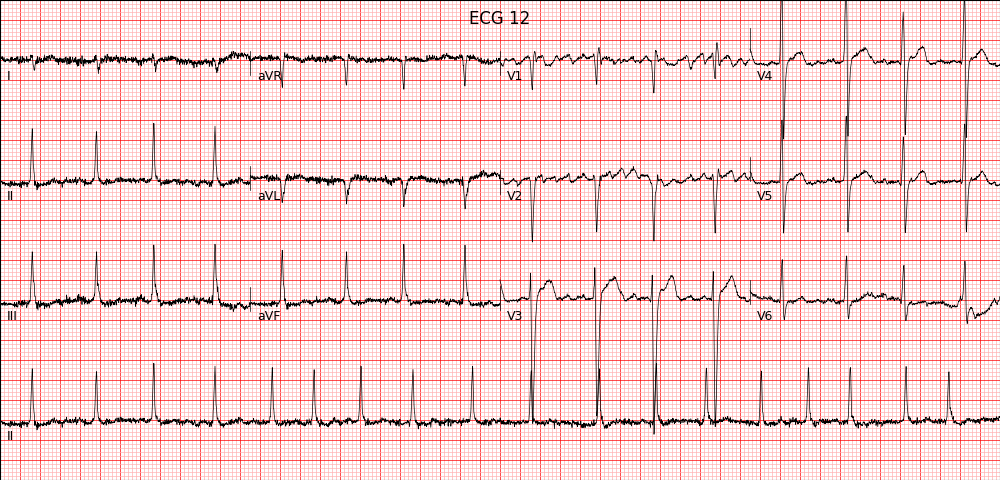 ECG 12
I aVR V1 V4
II aVL V2 V5
III aVF V3 V6
II